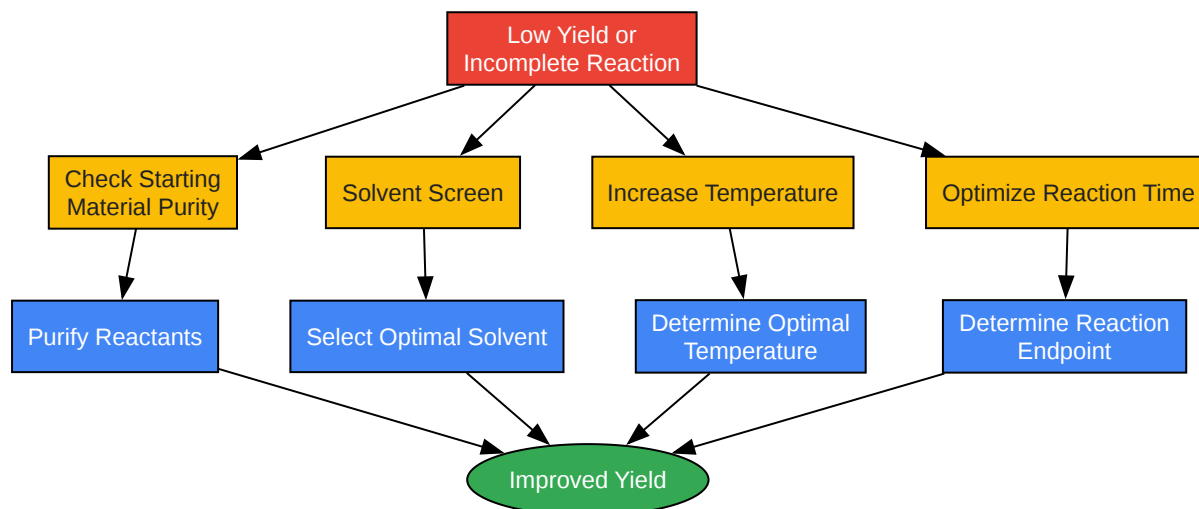 Low Yield or
Incomplete Reaction
Check Starting
Material Purity
Solvent Screen
Increase Temperature
Optimize Reaction Time
Purify Reactants
Select Optimal Solvent
Determine Optimal
Temperature
Determine Reaction
Endpoint
Improved Yield